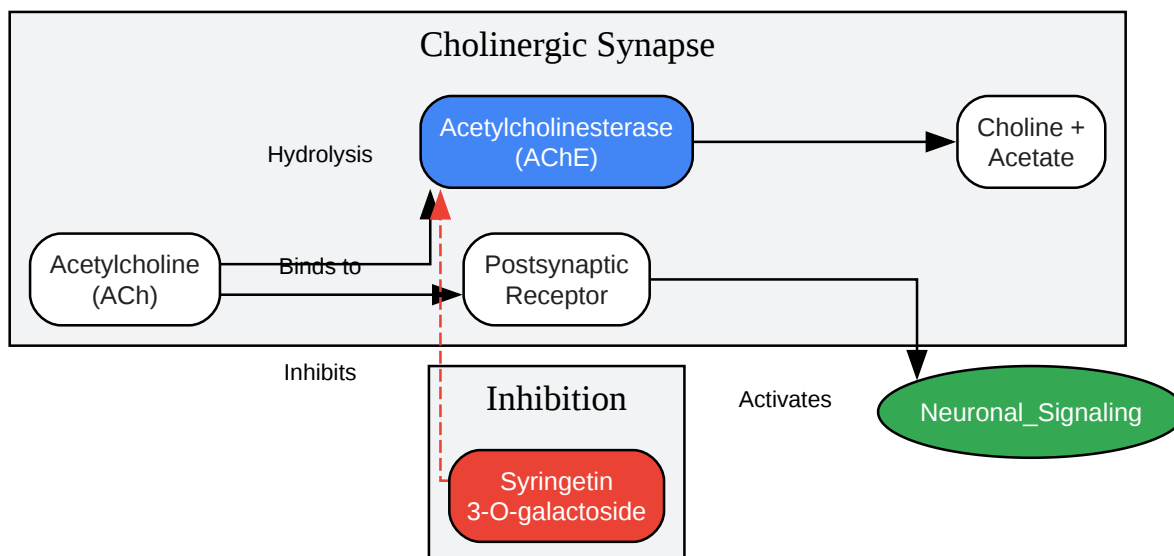 Cholinergic Synapse
Acetylcholinesterase
(AChE)
Choline +
Acetate
Hydrolysis
Acetylcholine
(ACh)
Binds to
Postsynaptic
Receptor
Inhibits
Inhibition
Activates
Neuronal_Signaling
Syringetin
3-O-galactoside